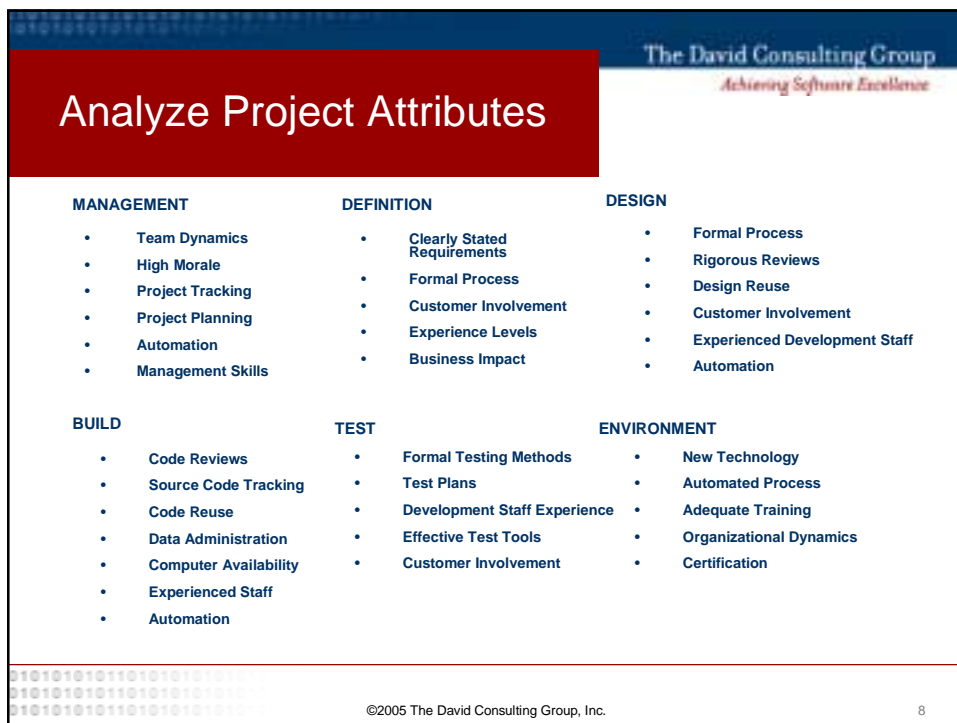 The David Consulting Group
Achieving Software Excellence
Analyze Project Attributes
MANAGEMENT
• Team Dynamics
• High Morale
• Project Tracking
• Project Planning
• Automation
• Management Skills
DEFINITION
• Clearly Stated
Requirements
• Formal Process
• Customer Involvement
• Experience Levels
• Business Impact
DESIGN
• Formal Process
• Rigorous Reviews
• Design Reuse
• Customer Involvement
• Experienced Development Staff
• Automation
BUILD
• Code Reviews
• Source Code Tracking
• Code Reuse
• Data Administration
• Computer Availability
• Experienced Staff
• Automation
TEST
• Formal Testing Methods
• Test Plans
• Development Staff Experience
• Effective Test Tools
• Customer Involvement
ENVIRONMENT
• New Technology
• Automated Process
• Adequate Training
• Organizational Dynamics
• Certification
©2005 The David Consulting Group, Inc.
8